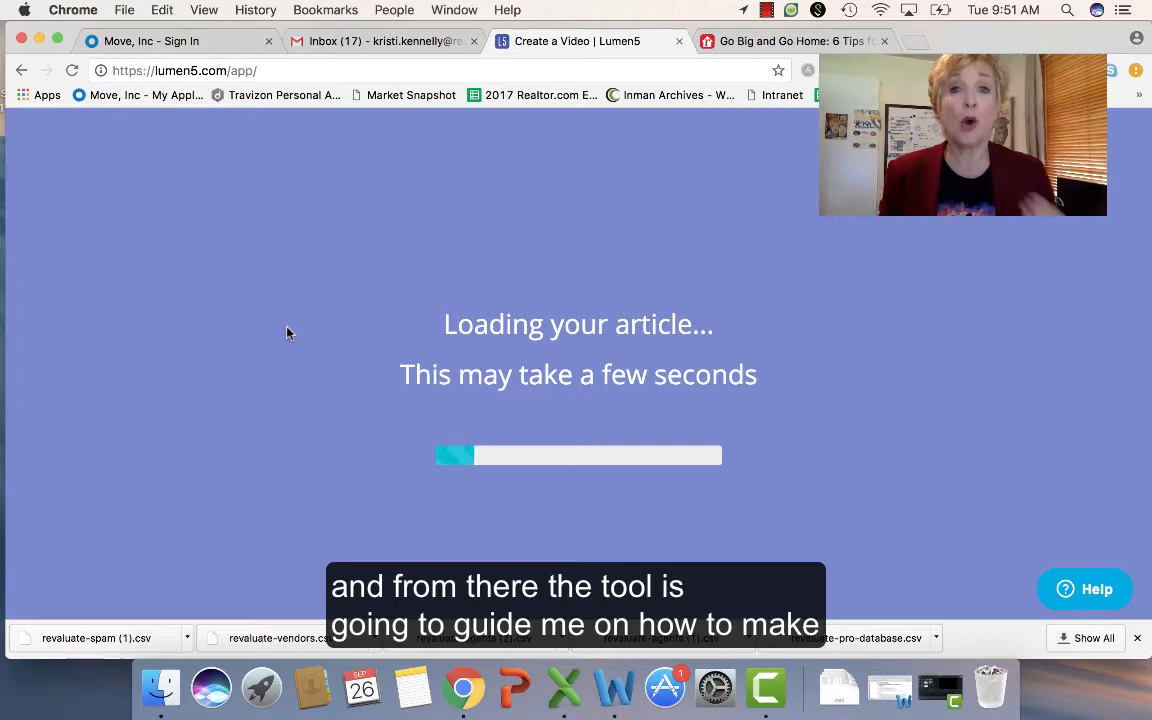 Chrome File Edit View History Bookmarks People Window Help Tue 9:51 AM
Move, Inc - Sign In
Inbox (17) - kristi.kennelly@re
Create a Video | Lumen5
Go Big and Go Home: 6 Tips f
https://lumen5.com/app/
Apps Move, Inc - My Appl... Travizon Personal A... Market Snapshot 2017 Realtor.com E... Inman Archives - W... Intranet
Loading your article...
This may take a few seconds
Help
and from there the tool is
going to guide me on how to make
revaluate-spam (1).csv revaluate-vendors.cs revaluate-pro-database.csv Show All
SEP
26
1